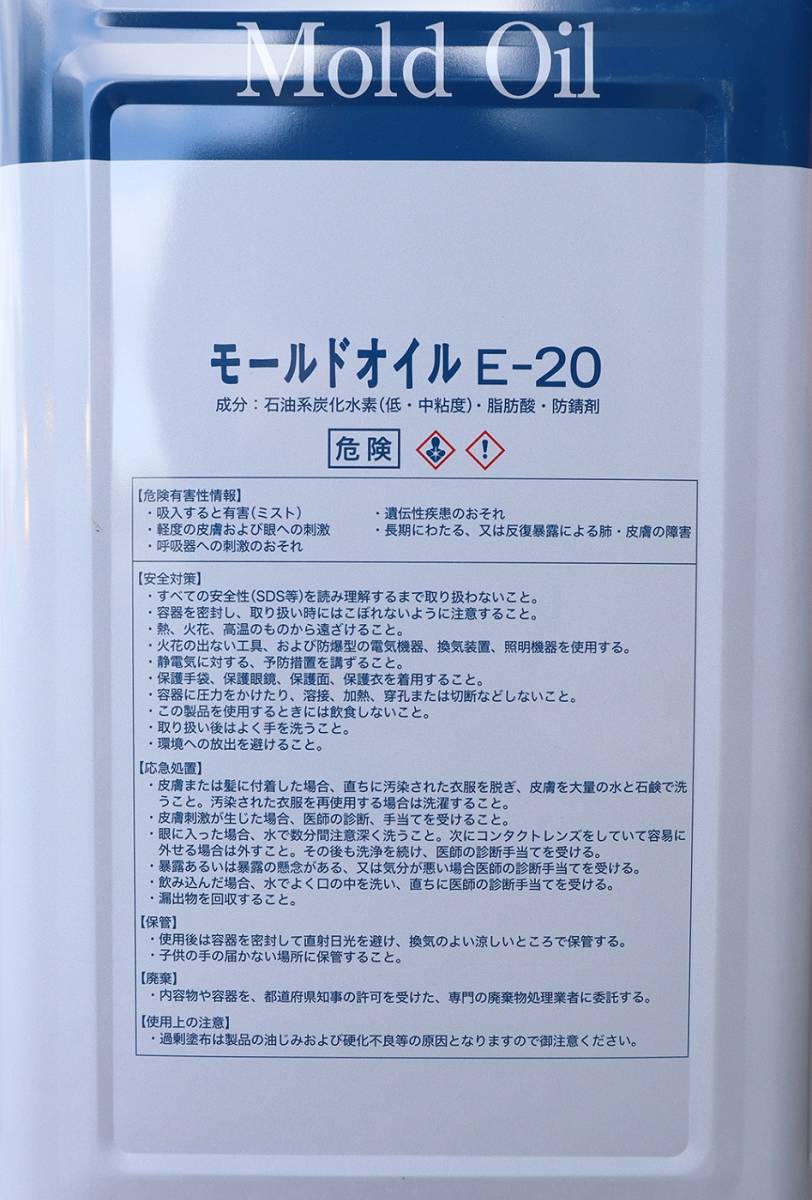 Mold Oil
モールドオイル E-20
成分：石油系炭化水素(低・中粘度)・脂肪酸・防錆剤
危険
【危険有害性情報】
・吸入すると有害(ミスト) ・遺伝性疾患のおそれ
・軽度の皮膚および眼への刺激 ・長期にわたる、又は反復暴露による肺・皮膚の障害
・呼吸器への刺激のおそれ
【安全対策】
・すべての安全性(SDS等)を読み理解するまで取り扱わないこと。
・容器を密封し、取り扱い時にはこぼれないように注意すること。
・熱、火花、高温のものから遠ざけること。
・火花の出ない工具、および防爆型の電気機器、換気装置、照明機器を使用する。
・静電気に対する、予防措置を講ずること。
・保護手袋、保護眼鏡、保護面、保護衣を着用すること。
・容器に圧力をかけたり、溶接、加熱、穿孔または切断などしないこと。
・この製品を使用するときには飲食しないこと。
・取り扱い後はよく手を洗うこと。
・環境への放出を避けること。
【応急処置】
・皮膚または髪に付着した場合、直ちに汚染された衣服を脱ぎ、皮膚を大量の水と石鹸で洗
うこと。汚染された衣服を再使用する場合は洗濯すること。
・皮膚刺激が生じた場合、医師の診断、手当てを受けること。
・眼に入った場合、水で数分間注意深く洗うこと。次にコンタクトレンズをしていて容易に
外せる場合は外すこと。その後も洗浄を続け、医師の診断手当てを受ける。
・暴露あるいは暴露の懸念がある、又は気分が悪い場合医師の診断手当てを受ける。
・飲み込んだ場合、水でよく口の中を洗い、直ちに医師の診断手当てを受ける。
・漏出物を回収すること。
【保管】
・使用後は容器を密封して直射日光を避け、換気のよい涼しいところで保管する。
・子供の手の届かない場所に保管すること。
【廃棄】
・内容物や容器を、都道府県知事の許可を受けた、専門の廃棄物処理業者に委託する。
【使用上の注意】
・過剰塗布は製品の油じみおよび硬化不良等の原因となりますので御注意ください。